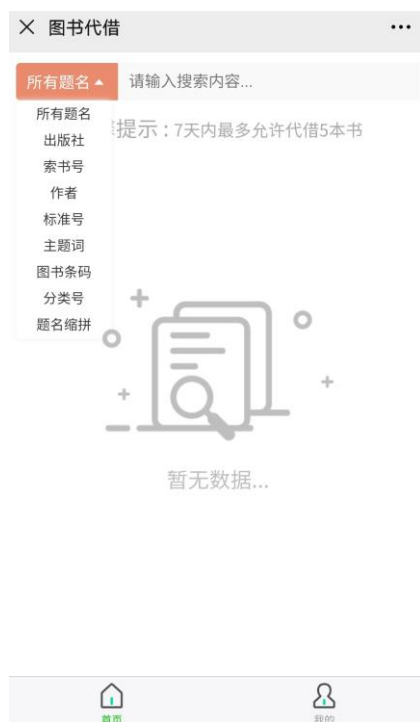 图书代借
所有题名 请输入搜索内容...
所有题名
提示：7天内最多允许代借5本书
出版社
索书号
作者
标准号
主题词
图书条码
分类号
题名缩拼
暂无数据...
首页 我的